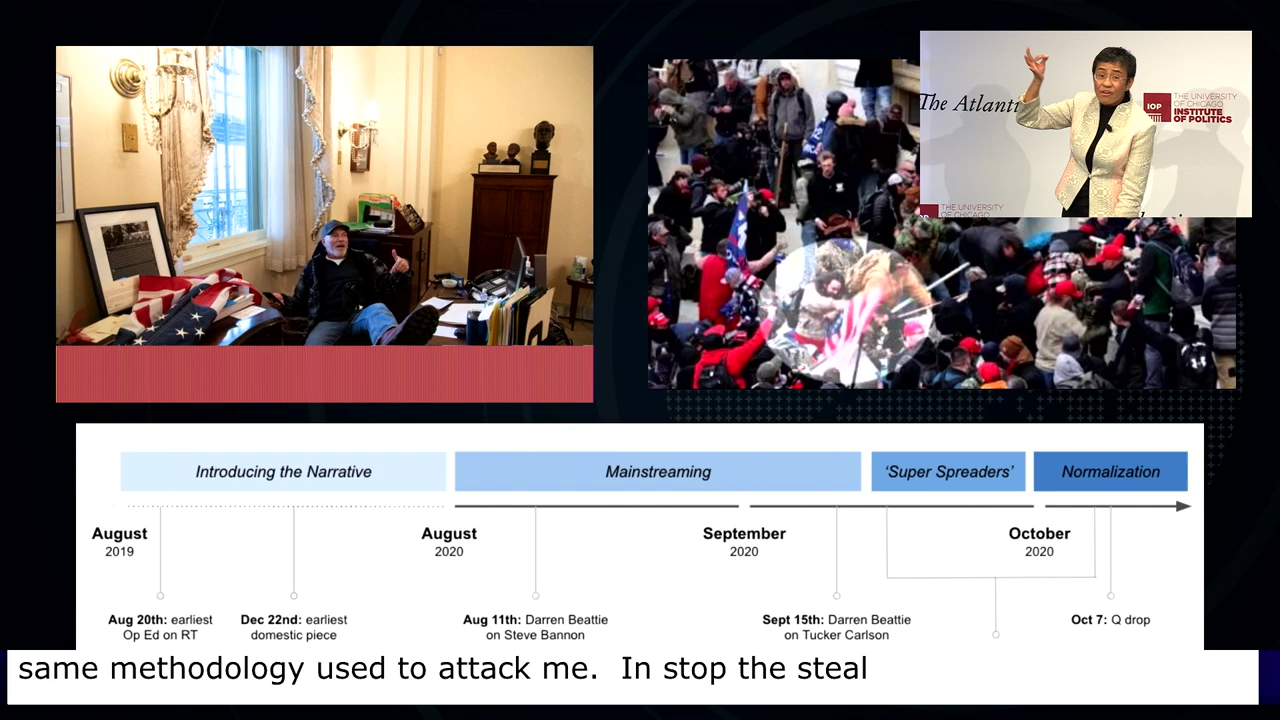 The Atlanti
IOP
THE UNIVERSITY
OF CHICAGO
INSTITUTE
OF POLITICS
THE UNIVERSITY
OF CHICAGO
Introducing the Narrative
Mainstreaming
‘Super Spreaders’
Normalization
August
2019
August
2020
September
2020
October
2020
Aug 20th: earliest
Op Ed on RT
Dec 22nd: earliest
domestic piece
Aug 11th: Darren Beattie
on Steve Bannon
Sept 15th: Darren Beattie
on Tucker Carlson
Oct 7: Q drop
same methodology used to attack me.  In stop the steal